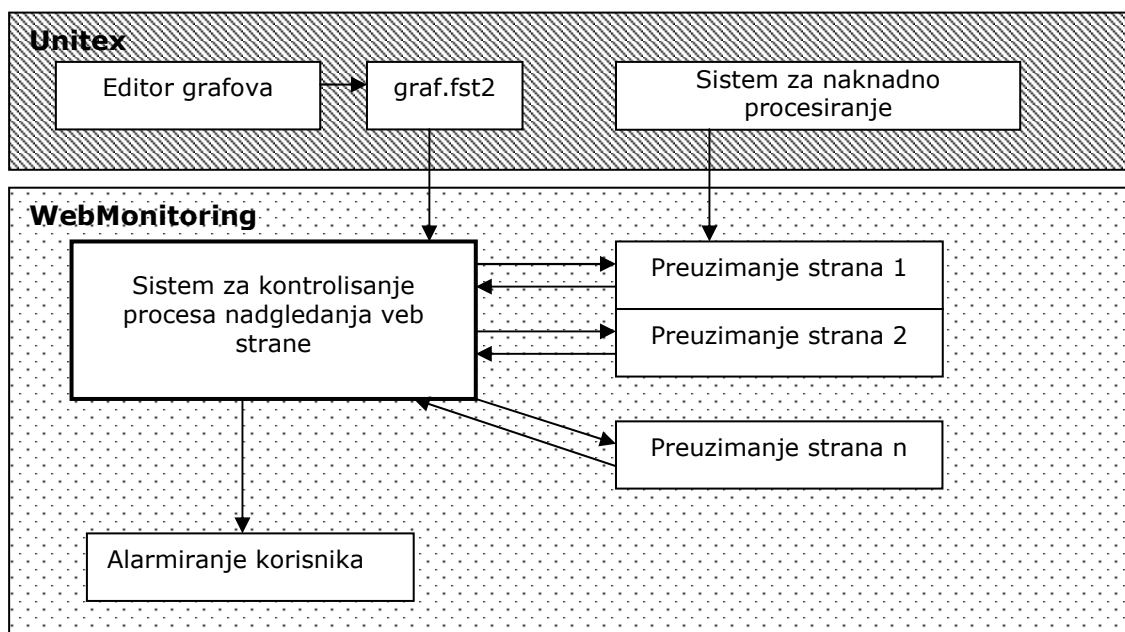 Unitex
Editor grafova
graf.fst2
Sistem za naknadno
procesiranje
WebMonitoring
Sistem za kontrolisanje
procesa nadgledanja veb
strane
Preuzimanje strana 1
Preuzimanje strana 2
Preuzimanje strana n
Alarmiranje korisnika